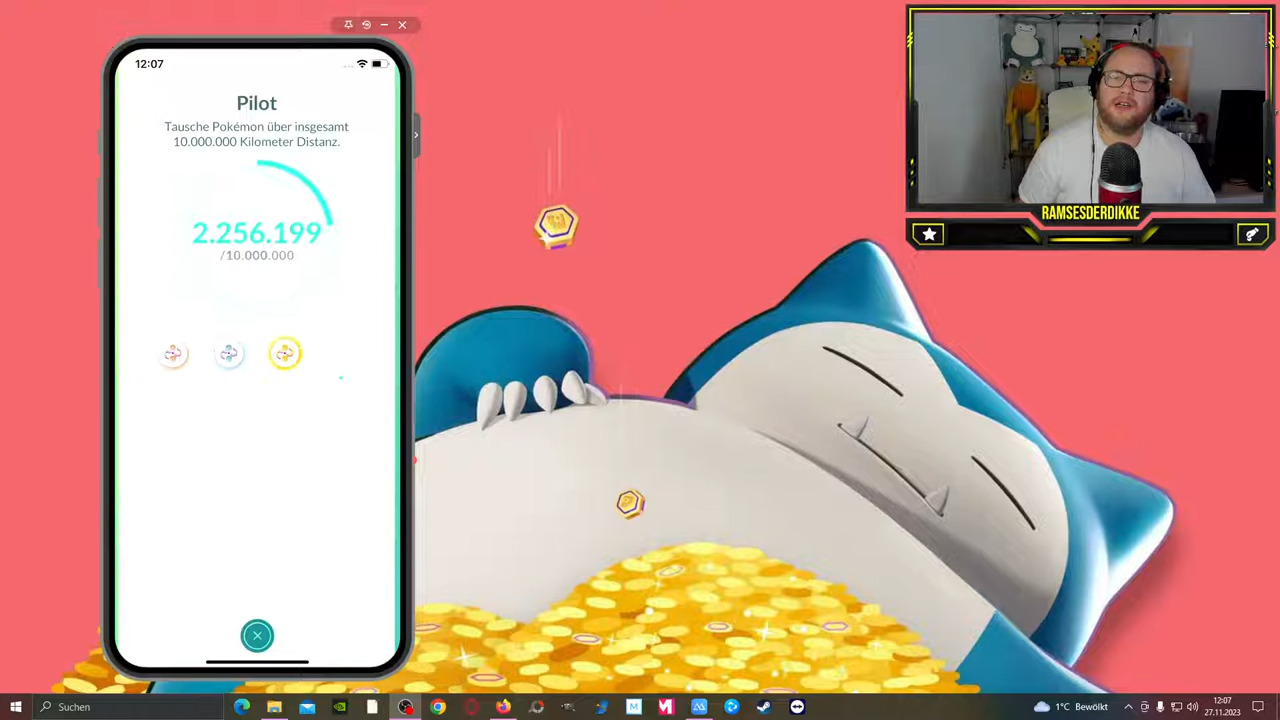 12:07
Pilot
Tausche Pokémon über insgesamt
10.000.000 Kilometer Distanz.
2.256.199
/10.000.000
RAMSESDERDIKKE
Suchen
1°C Bewölkt
12:07
27.11.2023